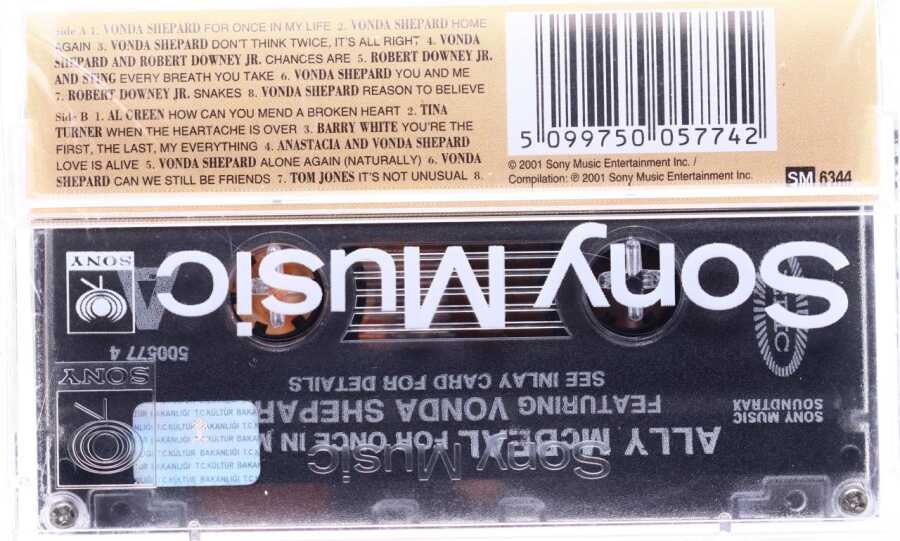 Side A 1. VONDA SHEPARD FOR ONCE IN MY LIFE 2. VONDA SHEPARD HOME
AGAIN 3. VONDA SHEPARD DON'T THINK TWICE, IT'S ALL RIGHT 4. VONDA
SHEPARD AND ROBERT DOWNEY JR. CHANCES ARE 5. ROBERT DOWNEY JR.
AND STING EVERY BREATH YOU TAKE 6. VONDA SHEPARD YOU AND ME
7. ROBERT DOWNEY JR. SNAKES 8. VONDA SHEPARD REASON TO BELIEVE
Side B 1. AL GREEN HOW CAN YOU MEND A BROKEN HEART 2. TINA
TURNER WHEN THE HEARTACHE IS OVER 3. BARRY WHITE YOU'RE THE
FIRST, THE LAST, MY EVERYTHING 4. ANASTACIA AND VONDA SHEPARD
LOVE IS ALIVE 5. VONDA SHEPARD ALONE AGAIN (NATURALLY) 6. VONDA
SHEPARD CAN WE STILL BE FRIENDS 7. TOM JONES IT'S NOT UNUSUAL 8.
5 099750 057742
© 2001 Sony Music Entertainment Inc. /
Compilation: ℗ 2001 Sony Music Entertainment Inc.
SM 6344
Sony Music
SONY
A
500577 4
SEE INLAY CARD FOR DETAILS
FEATURING VONDA SHEPAR
ALLY McBEAL FOR ONCE IN M
SONY MUSIC
SOUNDTRAX
SONY
Sony Music
T.C.KÜLTÜR BAKANLIĞI
T.C.KÜLTÜR BAKANLIĞI
T.C.KÜLTÜR BAKANLIĞI
T.C.KÜLTÜR BAKANLIĞI